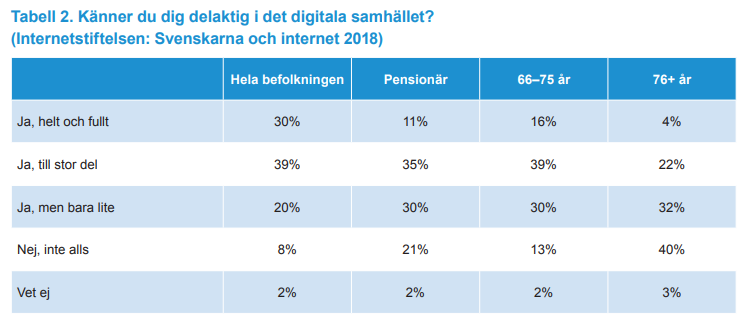 Tabell 2. Känner du dig delaktig i det digitala samhället?
(Internetstiftelsen: Svenskarna och internet 2018)
Hela befolkningen Pensionär 66–75 år 76+ år
Ja, helt och fullt 30% 11% 16% 4%
Ja, till stor del 39% 35% 39% 22%
Ja, men bara lite 20% 30% 30% 32%
Nej, inte alls 8% 21% 13% 40%
Vet ej 2% 2% 2% 3%